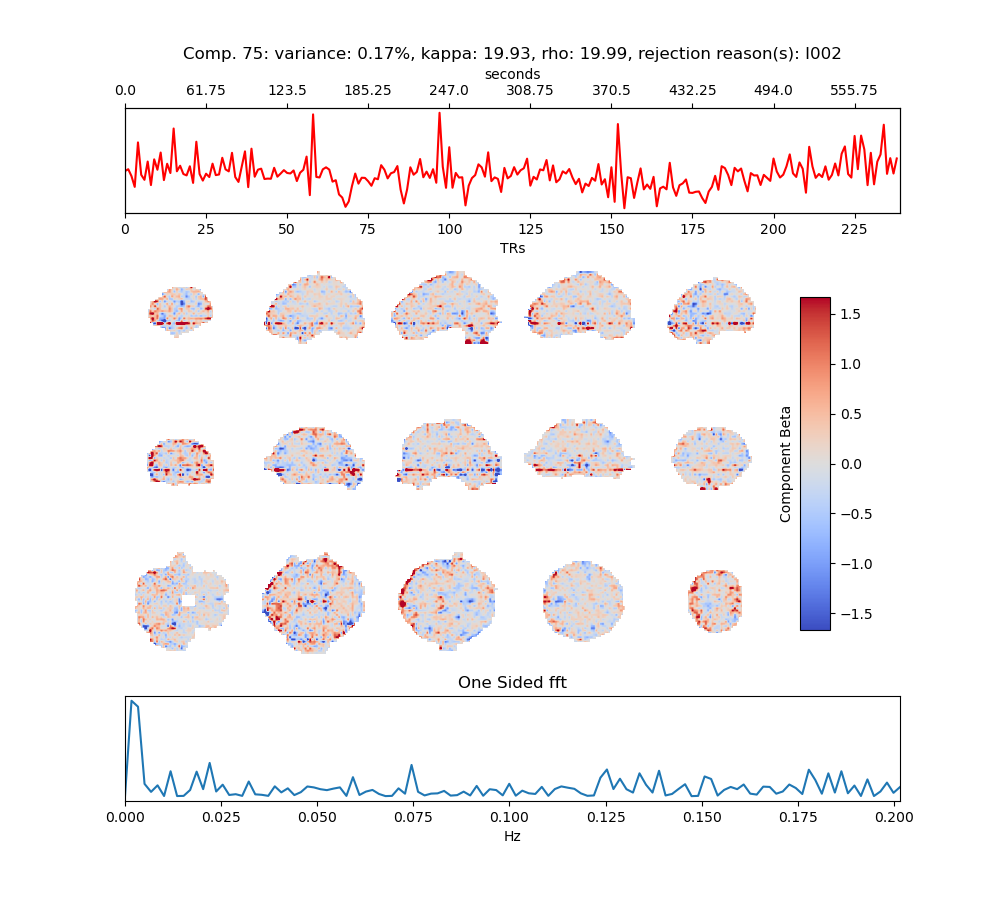 Comp. 75: variance: 0.17%, kappa: 19.93, rho: 19.99, rejection reason(s): I002
seconds
0.0 61.75 123.5 185.25 247.0 308.75 370.5 432.25 494.0 555.75
0 25 50 75 100 125 150 175 200 225
TRs
1.5
1.0
0.5
0.0
−0.5
−1.0
−1.5
Component Beta
One Sided fft
0.000 0.025 0.050 0.075 0.100 0.125 0.150 0.175 0.200
Hz